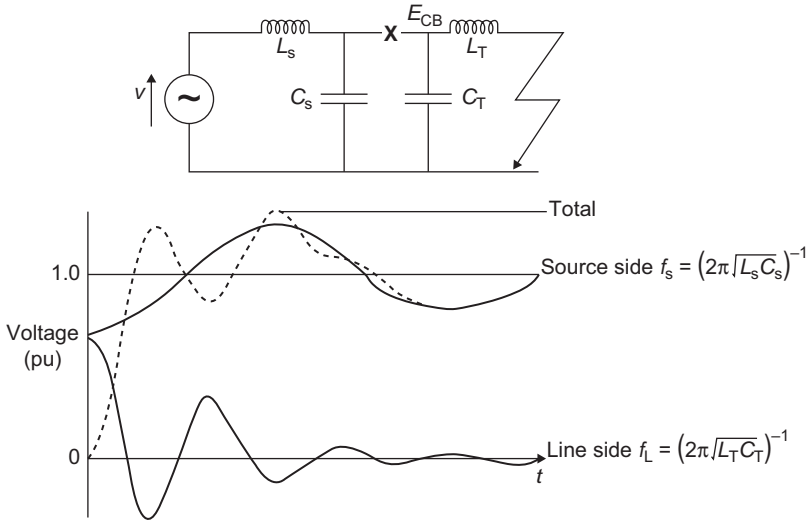 E_CB
X
L_s
L_T
v
~
C_s
C_T
Total
1.0
Source side f_s = (2π√(L_sC_s))⁻¹
Voltage
(pu)
0
Line side f_L = (2π√(L_TC_T))⁻¹
t